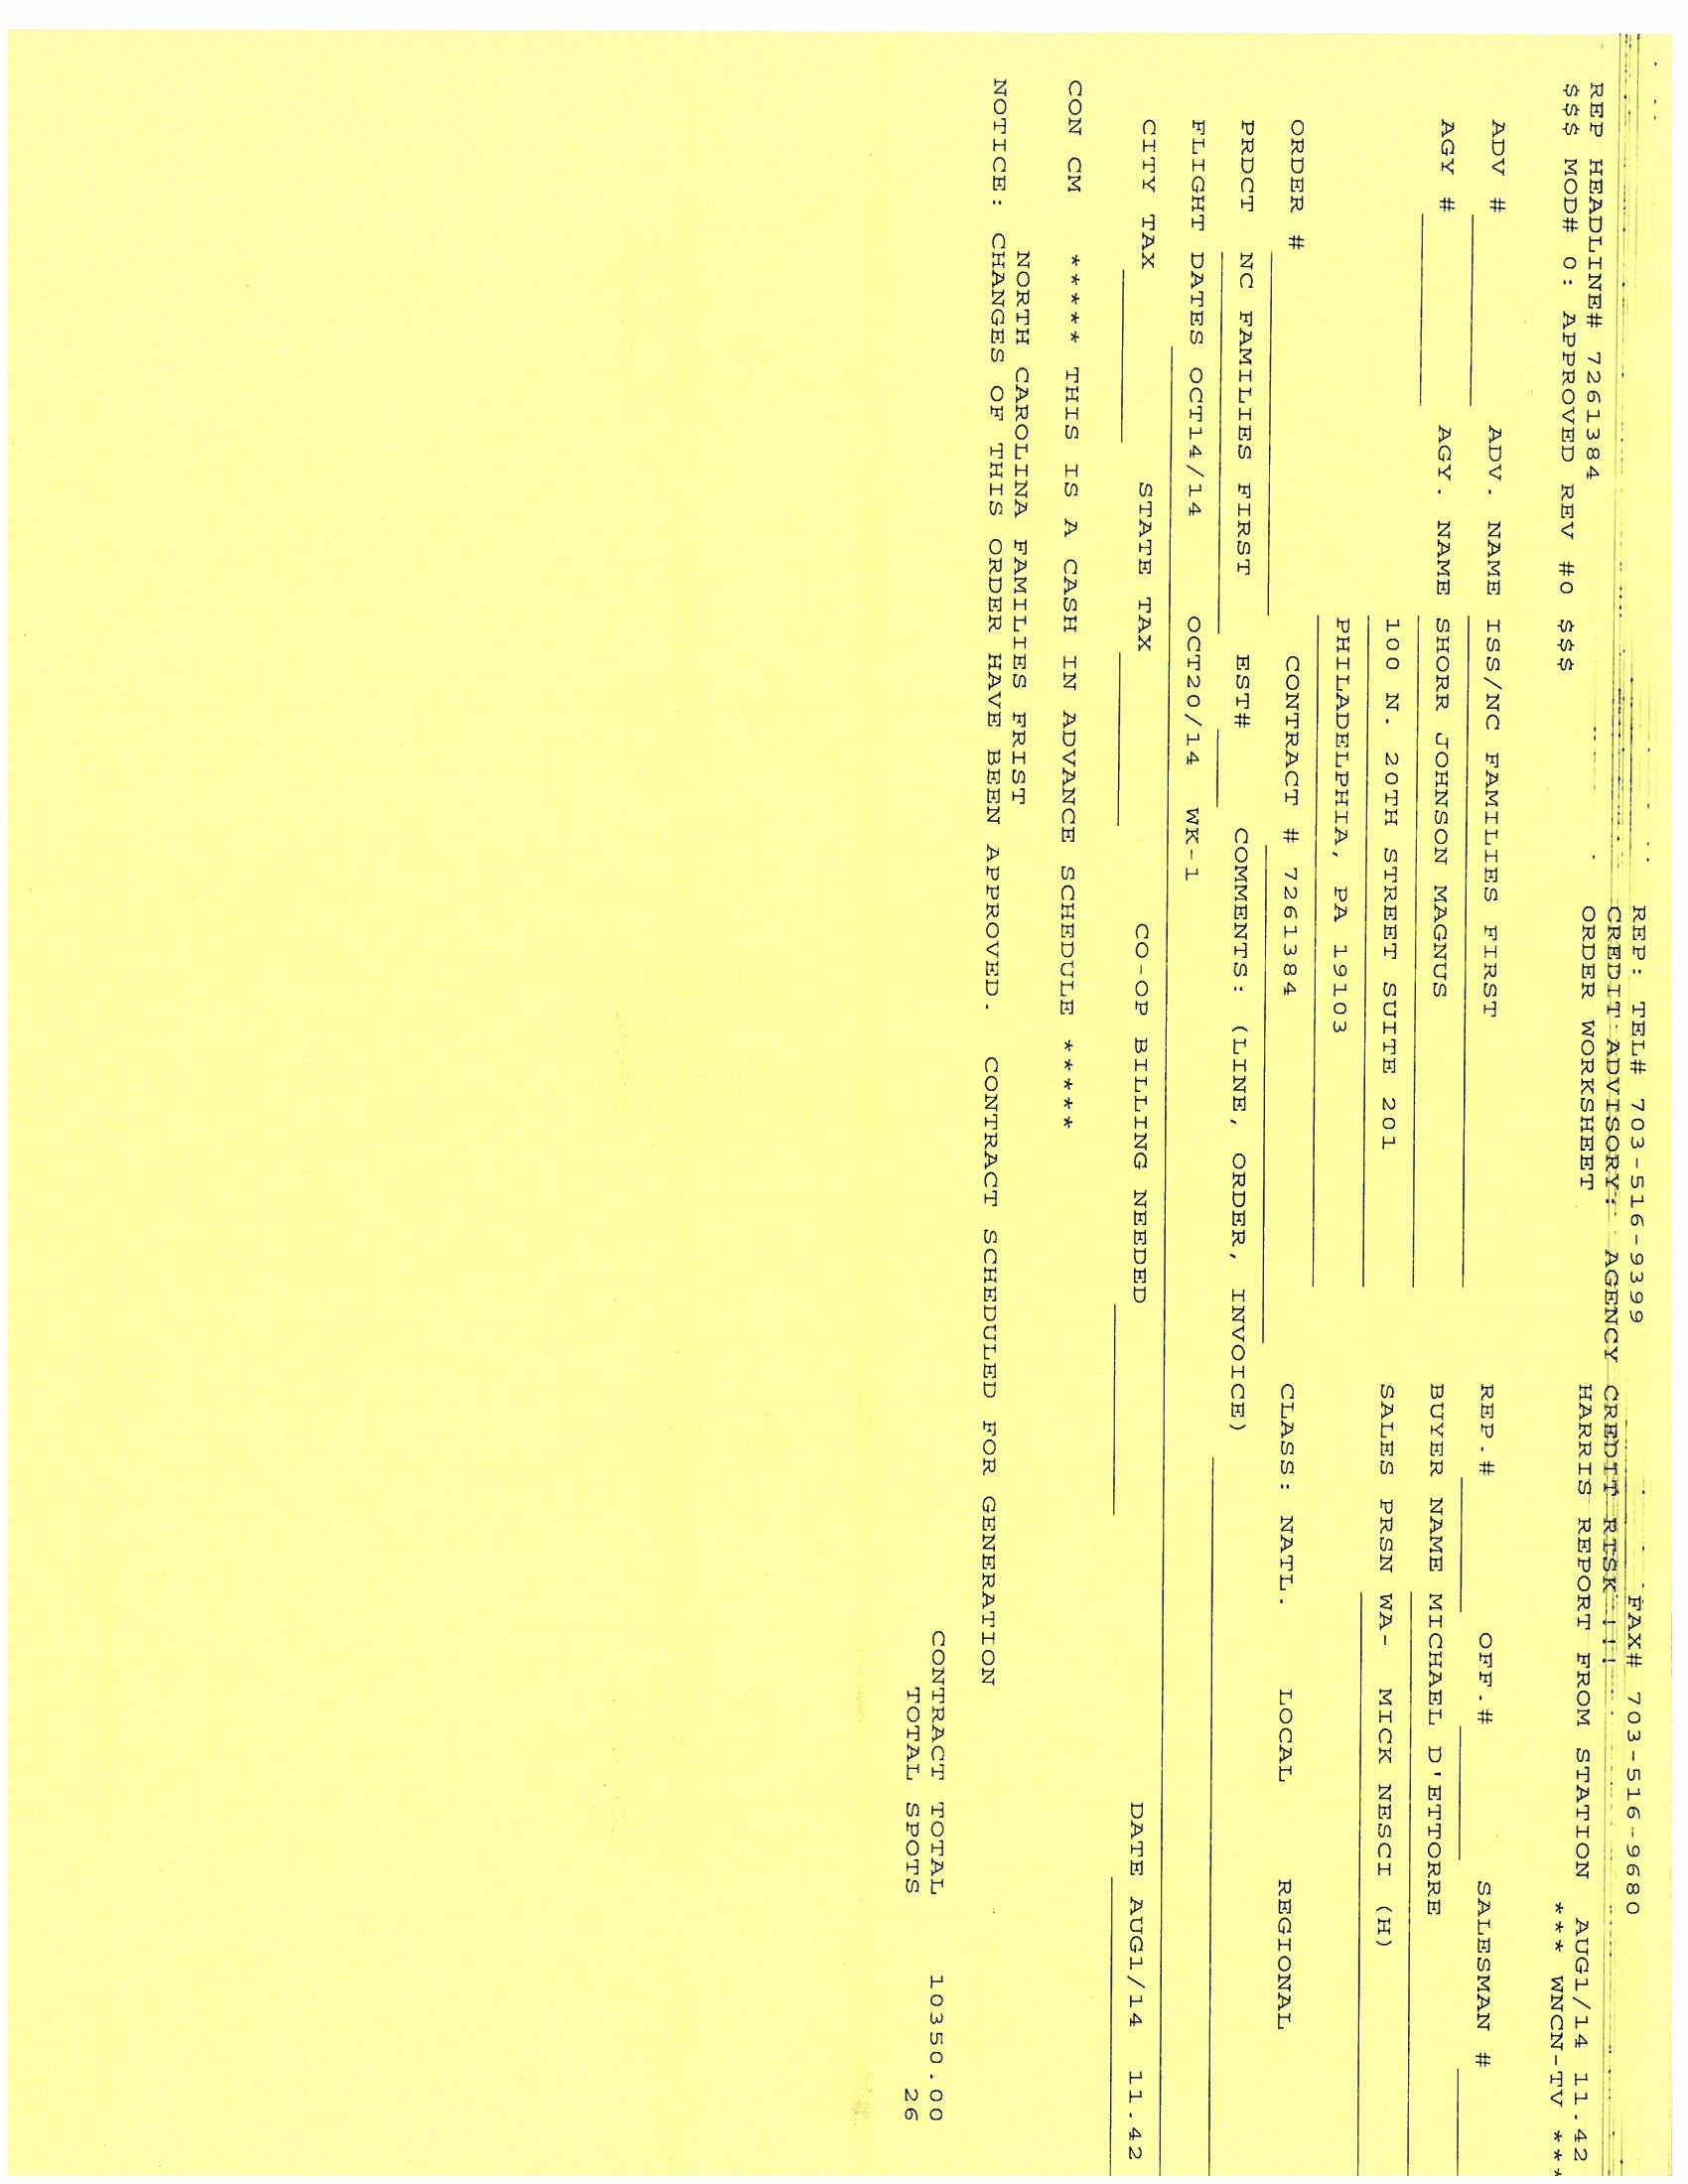 REP: TEL# 703-516-9399 FAX# 703-516-9680
CREDIT ADVISORY: AGENCY CREDIT RISK !!!
REP HEADLINE# 7261384 ORDER WORKSHEET HARRIS REPORT FROM STATION AUG1/14 11.42
$$$ MOD# 0: APPROVED REV #0 $$$ *** WNCN-TV ***
ADV # ADV. NAME ISS/NC FAMILIES FIRST REP.# OFF.# SALESMAN #
AGY # AGY. NAME SHORR JOHNSON MAGNUS BUYER NAME MICHAEL D'ETTORRE
100 N. 20TH STREET SUITE 201 SALES PRSN WA- MICK NESCI (H)
PHILADELPHIA, PA 19103
ORDER # CONTRACT # 7261384 CLASS: NATL. LOCAL REGIONAL
PRDCT NC FAMILIES FIRST EST# COMMENTS: (LINE, ORDER, INVOICE)
FLIGHT DATES OCT14/14 OCT20/14 WK-1
CITY TAX STATE TAX CO-OP BILLING NEEDED DATE AUG1/14 11.42
CON CM ***** THIS IS A CASH IN ADVANCE SCHEDULE *****
NORTH CAROLINA FAMILIES FRIST
NOTICE: CHANGES OF THIS ORDER HAVE BEEN APPROVED. CONTRACT SCHEDULED FOR GENERATION
CONTRACT TOTAL 10350.00
TOTAL SPOTS 26